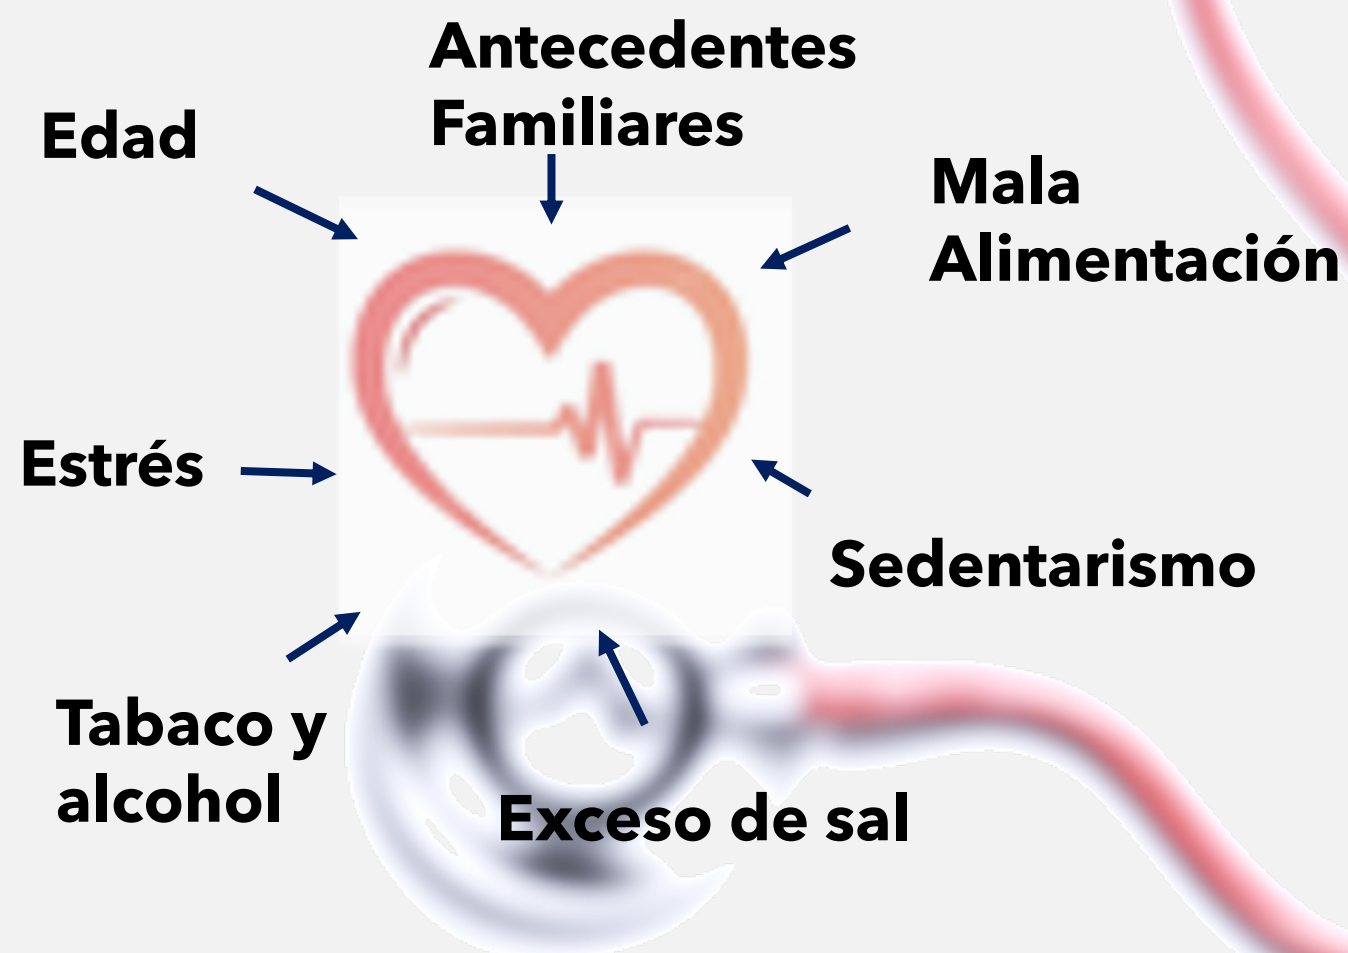 Antecedentes
Familiares
Edad
Mala
Alimentación
Estrés
Sedentarismo
Tabaco y
alcohol
Exceso de sal